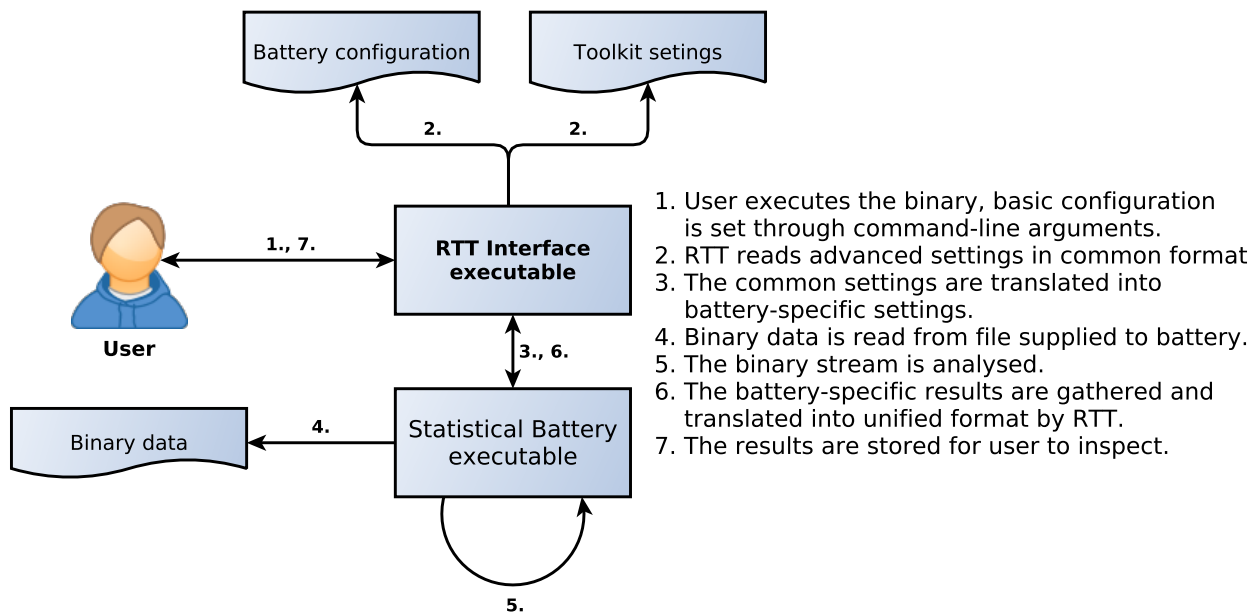 Battery configuration
Toolkit setings
2.
2.
RTT Interface
executable
1., 7.
User
3., 6.
Statistical Battery
executable
4.
Binary data
5.
1. User executes the binary, basic configuration
is set through command-line arguments.
2. RTT reads advanced settings in common format
3. The common settings are translated into
battery-specific settings.
4. Binary data is read from file supplied to battery.
5. The binary stream is analysed.
6. The battery-specific results are gathered and
translated into unified format by RTT.
7. The results are stored for user to inspect.